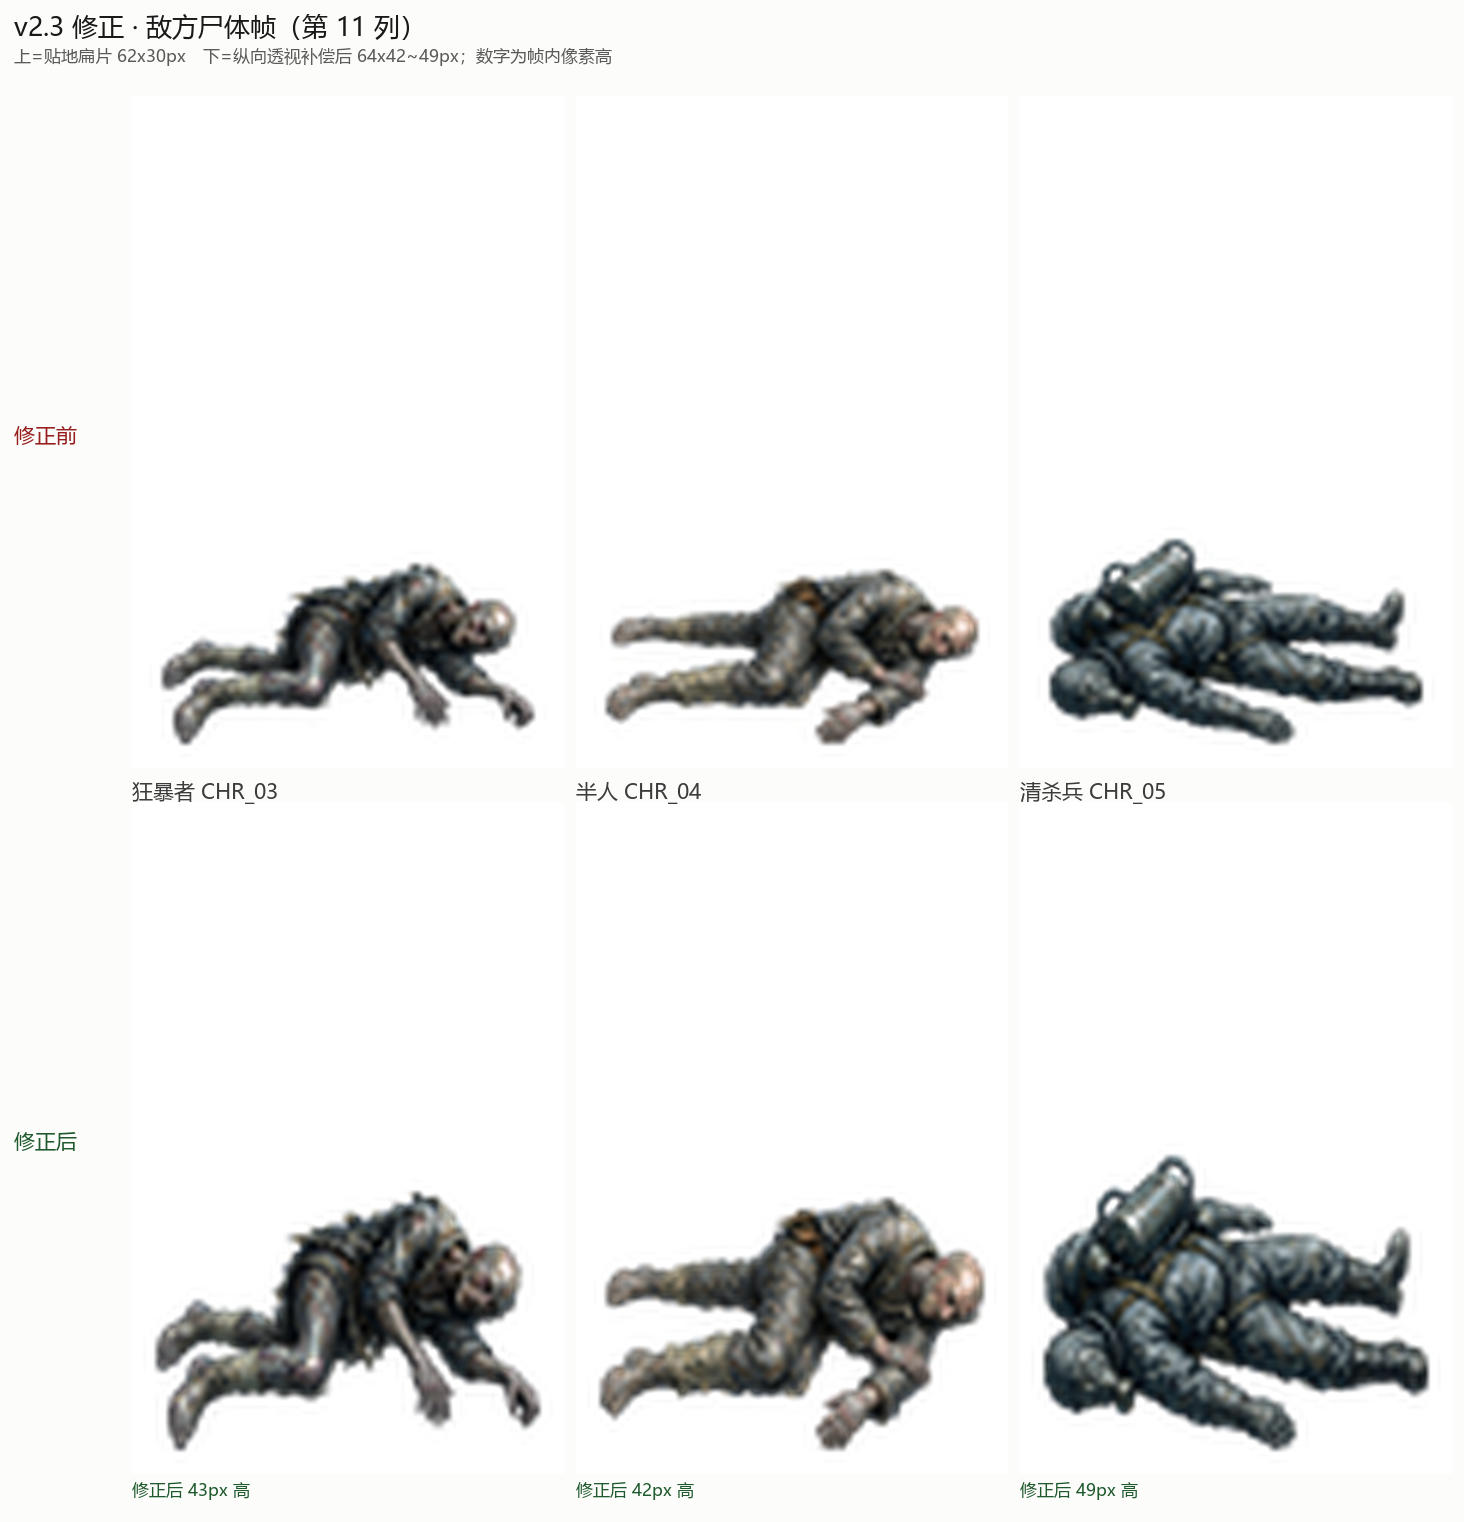 v2.3 修正 · 敌方尸体帧（第 11 列）
上=贴地扁片 62x30px　下=纵向透视补偿后 64x42~49px；数字为帧内像素高
修正前
狂暴者 CHR_03
半人 CHR_04
清杀兵 CHR_05
修正后
修正后 43px 高
修正后 42px 高
修正后 49px 高